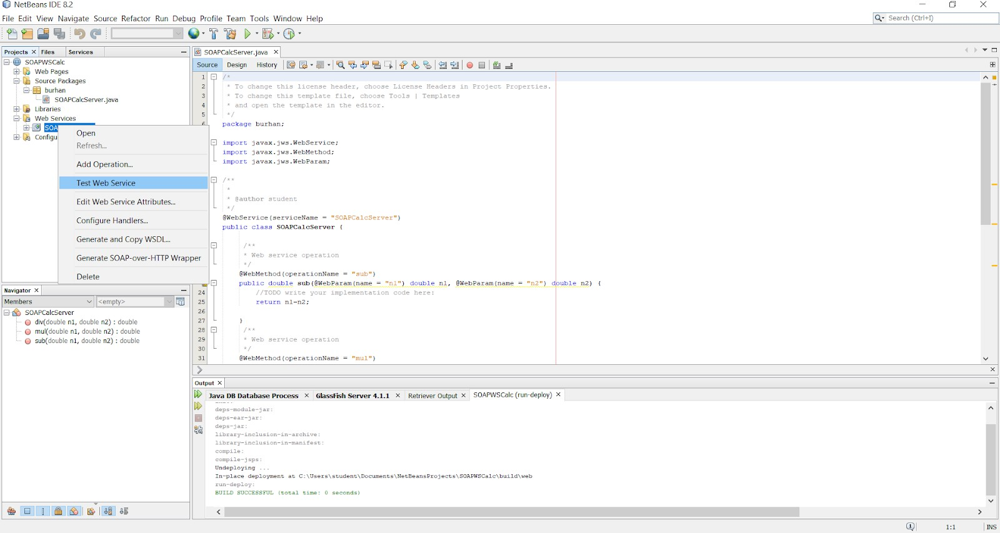 NetBeans IDE 8.2
File Edit View Navigate Source Refactor Run Debug Profile Team Tools Window Help
Search (Ctrl+I)
Projects Files Services
SOAPWSCalc
Web Pages
Source Packages
burhan
SOAPCalcServer.java
Libraries
Web Services
SOA
Configu
Open
Refresh...
Add Operation...
Test Web Service
Edit Web Service Attributes...
Configure Handlers...
Generate and Copy WSDL...
Generate SOAP-over-HTTP Wrapper
Delete
Navigator
Members <empty>
SOAPCalcServer
div(double n1, double n2) : double
mul(double n1, double n2) : double
sub(double n1, double n2) : double
SOAPCalcServer.java
Source Design History
1 /*
2 * To change this license header, choose License Headers in Project Properties.
3 * To change this template file, choose Tools | Templates
4 * and open the template in the editor.
5 */
package burhan;
import javax.jws.WebService;
import javax.jws.WebMethod;
import javax.jws.WebParam;
/**
*
* @author student
*/
@WebService(serviceName = "SOAPCalcServer")
public class SOAPCalcServer {
/**
* Web service operation
*/
@WebMethod(operationName = "sub")
public double sub(@WebParam(name = "n1") double n1, @WebParam(name = "n2") double n2) {
24 //TODO write your implementation code here:
25 return n1-n2;
26
27 }
28 /**
29 * Web service operation
30 */
31 @WebMethod(operationName = "mul")
Output
Java DB Database Process GlassFish Server 4.1.1 Retriever Output SOAPWSCalc (run-deploy)
deps-module-jar:
deps-ear-jar:
deps-jar:
library-inclusion-in-archive:
library-inclusion-in-manifest:
compile:
compile-jsps:
Undeploying ...
In-place deployment at C:\Users\student\Documents\NetBeansProjects\SOAPWSCalc\build\web
run-deploy:
BUILD SUCCESSFUL (total time: 0 seconds)
1:1 INS